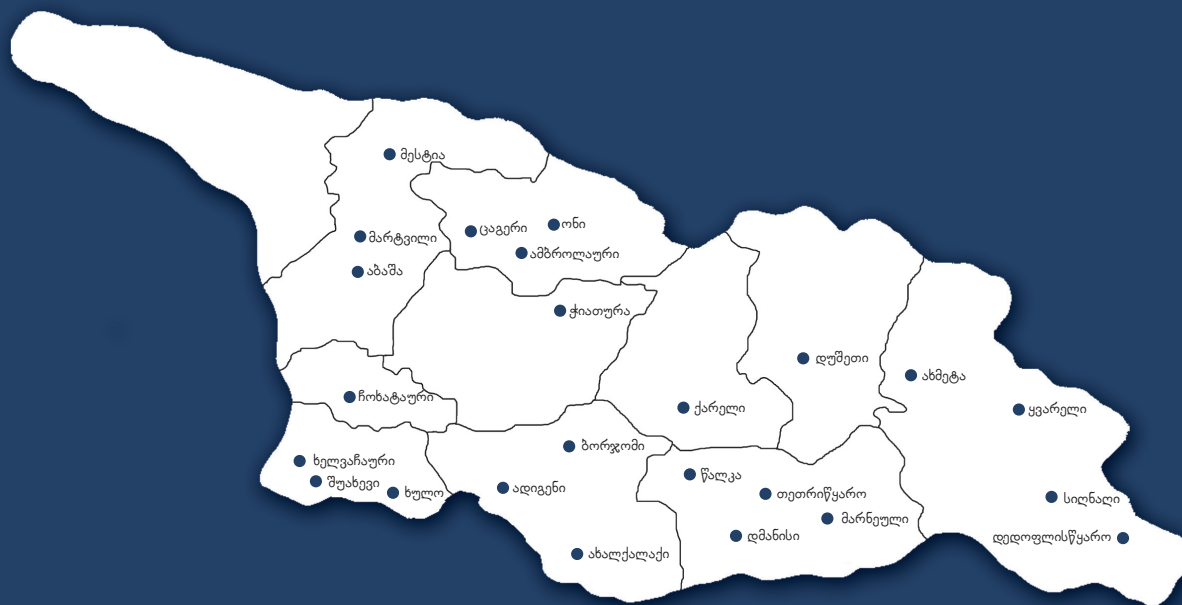 მესტია
ცაგერი
ონი
მარტვილი
ამბროლაური
აბაშა
ჭიათურა
დუშეთი
ახმეტა
ჩოხატაური
ქარელი
ყვარელი
ბორჯომი
ხელვაჩაური
წალკა
შუახევი
ადიგენი
ხულო
თეთრიწყარო
სიღნაღი
მარნეული
დმანისი
დედოფლისწყარო
ახალქალაქი